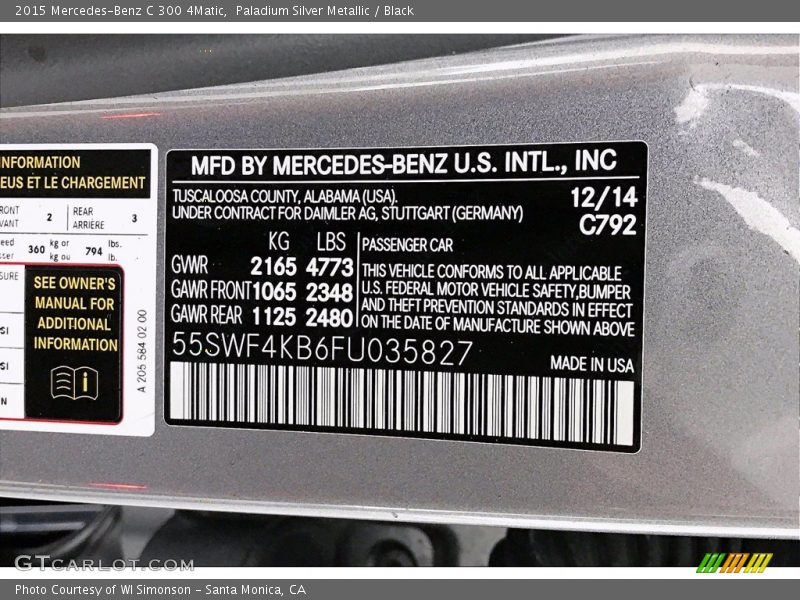 2015 Mercedes-Benz C 300 4Matic,  Paladium Silver Metallic / Black
INFORMATION
EUS ET LE CHARGEMENT
2 REAR 3
ARRIÈRE
360 kg or 794 lbs.
kg ou lb.
SEE OWNER'S
MANUAL FOR
ADDITIONAL
INFORMATION
A 205 584 02 00
MFD BY MERCEDES-BENZ U.S. INTL., INC
TUSCALOOSA COUNTY, ALABAMA (USA). 12/14
UNDER CONTRACT FOR DAIMLER AG, STUTTGART (GERMANY) C792
KG LBS PASSENGER CAR
GWR 2165 4773
GAWR FRONT 1065 2348
GAWR REAR 1125 2480
THIS VEHICLE CONFORMS TO ALL APPLICABLE
U.S. FEDERAL MOTOR VEHICLE SAFETY,BUMPER
AND THEFT PREVENTION STANDARDS IN EFFECT
ON THE DATE OF MANUFACTURE SHOWN ABOVE
55SWF4KB6FU035827
MADE IN USA
GTCARLOT.COM
Photo Courtesy of WI Simonson - Santa Monica, CA